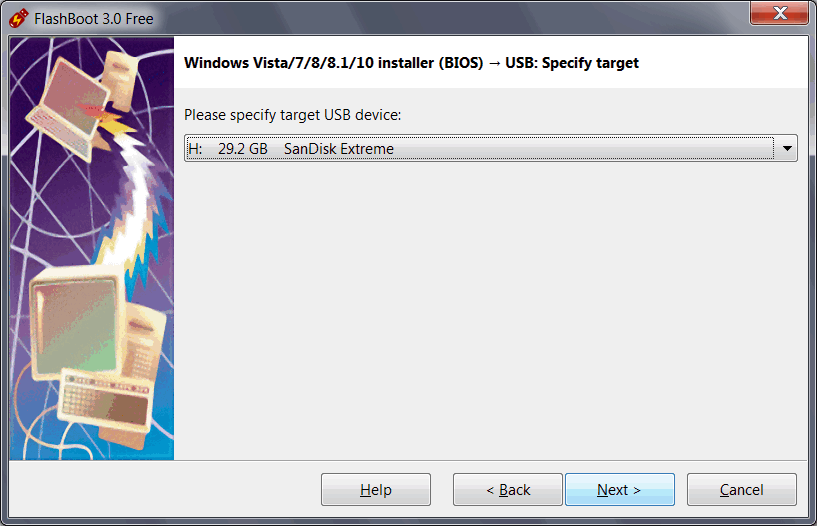 FlashBoot 3.0 Free
Windows Vista/7/8/8.1/10 installer (BIOS) → USB: Specify target
Please specify target USB device:
H: 29.2 GB SanDisk Extreme
Help < Back Next > Cancel